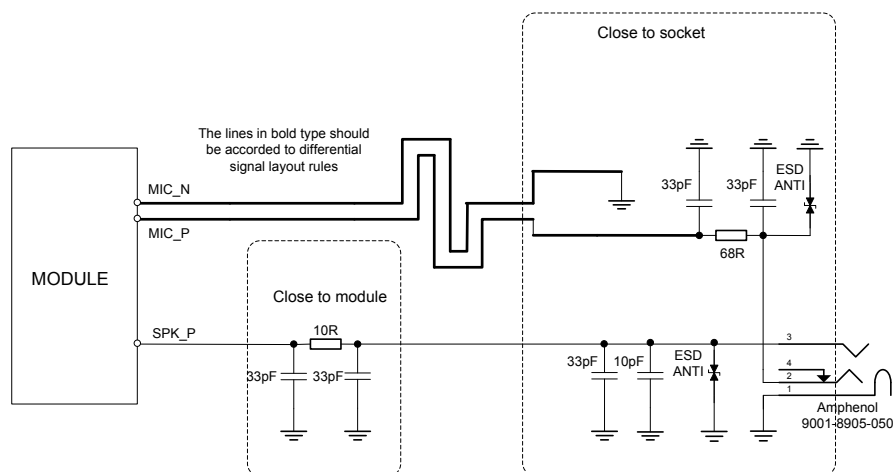 Close to socket
The lines in bold type should
be accorded to differential
signal layout rules
33pF
33pF
ESD
ANTI
MIC_N
MIC_P
68R
MODULE
Close to module
SPK_P
10R
33pF
33pF
33pF
10pF
ESD
ANTI
3
4
2
1
Amphenol
9001-8905-050